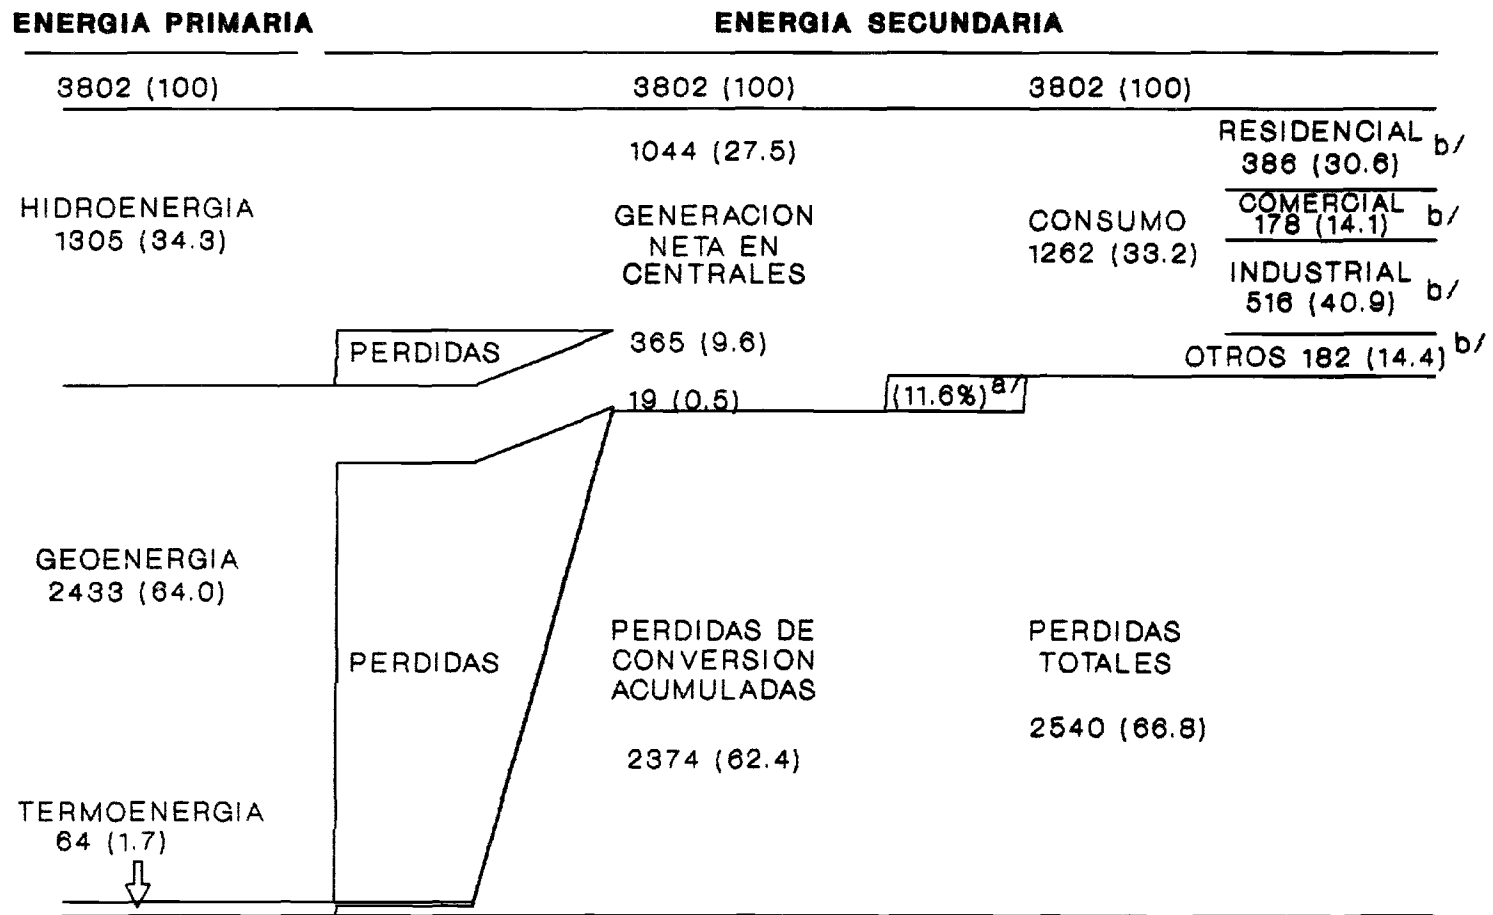 ENERGIA PRIMARIA
ENERGIA SECUNDARIA
3802 (100)
3802 (100)
3802 (100)
HIDROENERGIA
1305 (34.3)
PERDIDAS
1044 (27.5)
GENERACION
NETA EN
CENTRALES
365 (9.6)
19 (0.5)
(11.6%) a/
CONSUMO
1262 (33.2)
RESIDENCIAL b/
386 (30.6)
COMERCIAL b/
178 (14.1)
INDUSTRIAL b/
516 (40.9)
OTROS 182 (14.4) b/
GEOENERGIA
2433 (64.0)
PERDIDAS
PERDIDAS DE
CONVERSION
ACUMULADAS
2374 (62.4)
PERDIDAS
TOTALES
2540 (66.8)
TERMOENERGIA
64 (1.7)